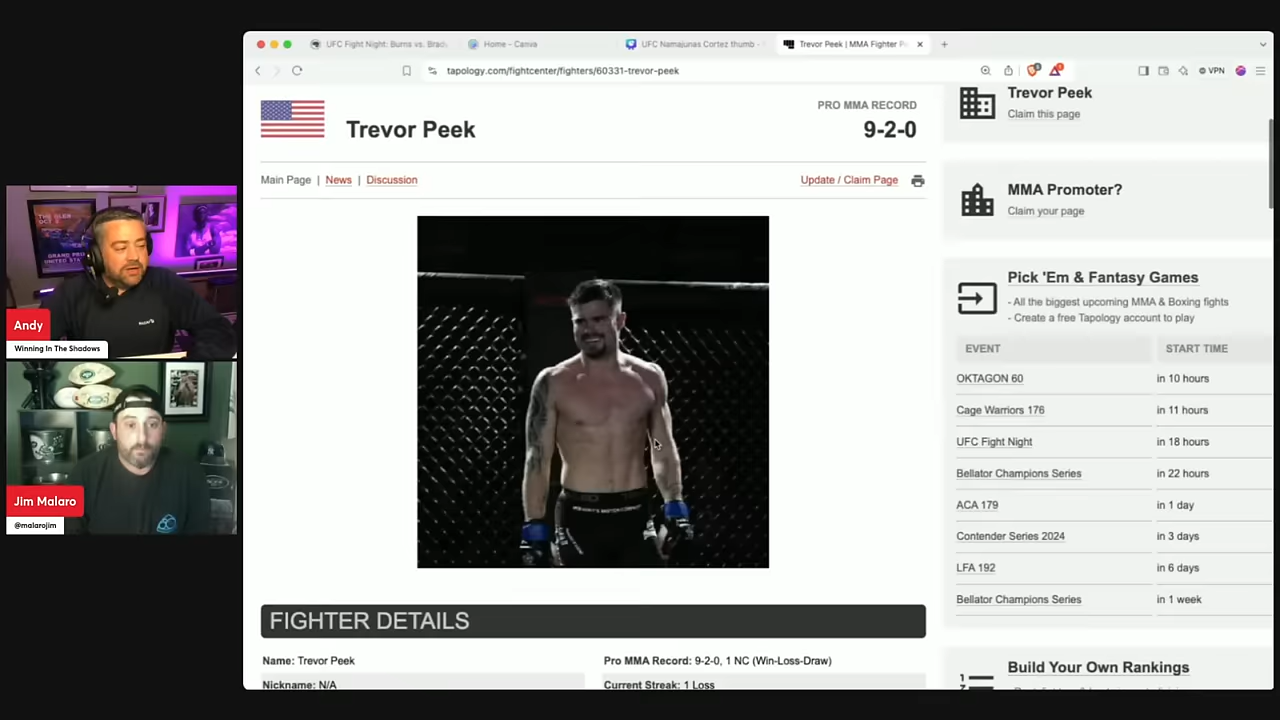 UFC Fight Night: Burns vs. Brady
Home – Canva
UFC Namajunas Cortez thumb -
Trevor Peek | MMA Fighter P
tapology.com/fightcenter/fighters/60331-trevor-peek
VPN
Trevor Peek
PRO MMA RECORD
9-2-0
Main Page | News | Discussion
Update / Claim Page
FIGHTER DETAILS
Name: Trevor Peek
Pro MMA Record: 9-2-0, 1 NC (Win-Loss-Draw)
Nickname: N/A
Current Streak: 1 Loss
Trevor Peek
Claim this page
MMA Promoter?
Claim your page
Pick 'Em & Fantasy Games
- All the biggest upcoming MMA & Boxing fights
- Create a free Tapology account to play
EVENT START TIME
OKTAGON 60 in 10 hours
Cage Warriors 176 in 11 hours
UFC Fight Night in 18 hours
Bellator Champions Series in 22 hours
ACA 179 in 1 day
Contender Series 2024 in 3 days
LFA 192 in 6 days
Bellator Champions Series in 1 week
Build Your Own Rankings
THE GLEN
GRAND PRIX
UNITED STATES
Andy
Winning In The Shadows
Jim Malaro
@malarojim